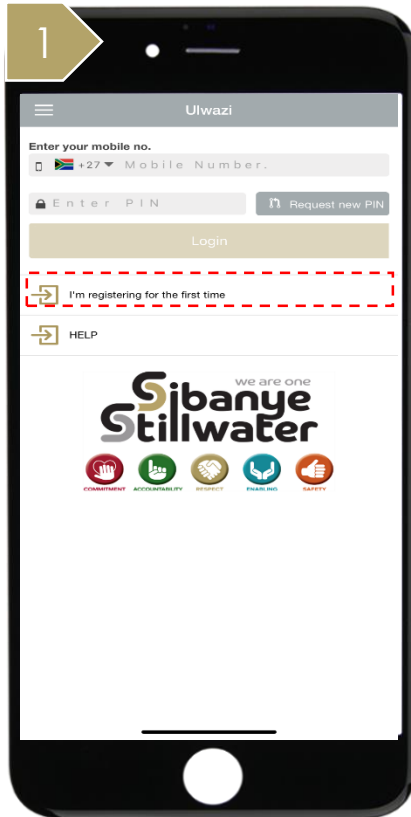 1
Ulwazi
Enter your mobile no.
+27 Mobile Number.
Enter PIN
Request new PIN
Login
I'm registering for the first time
HELP
we are one
Sibanye
Stillwater
COMMITMENT ACCOUNTABILITY RESPECT ENABLING SAFETY